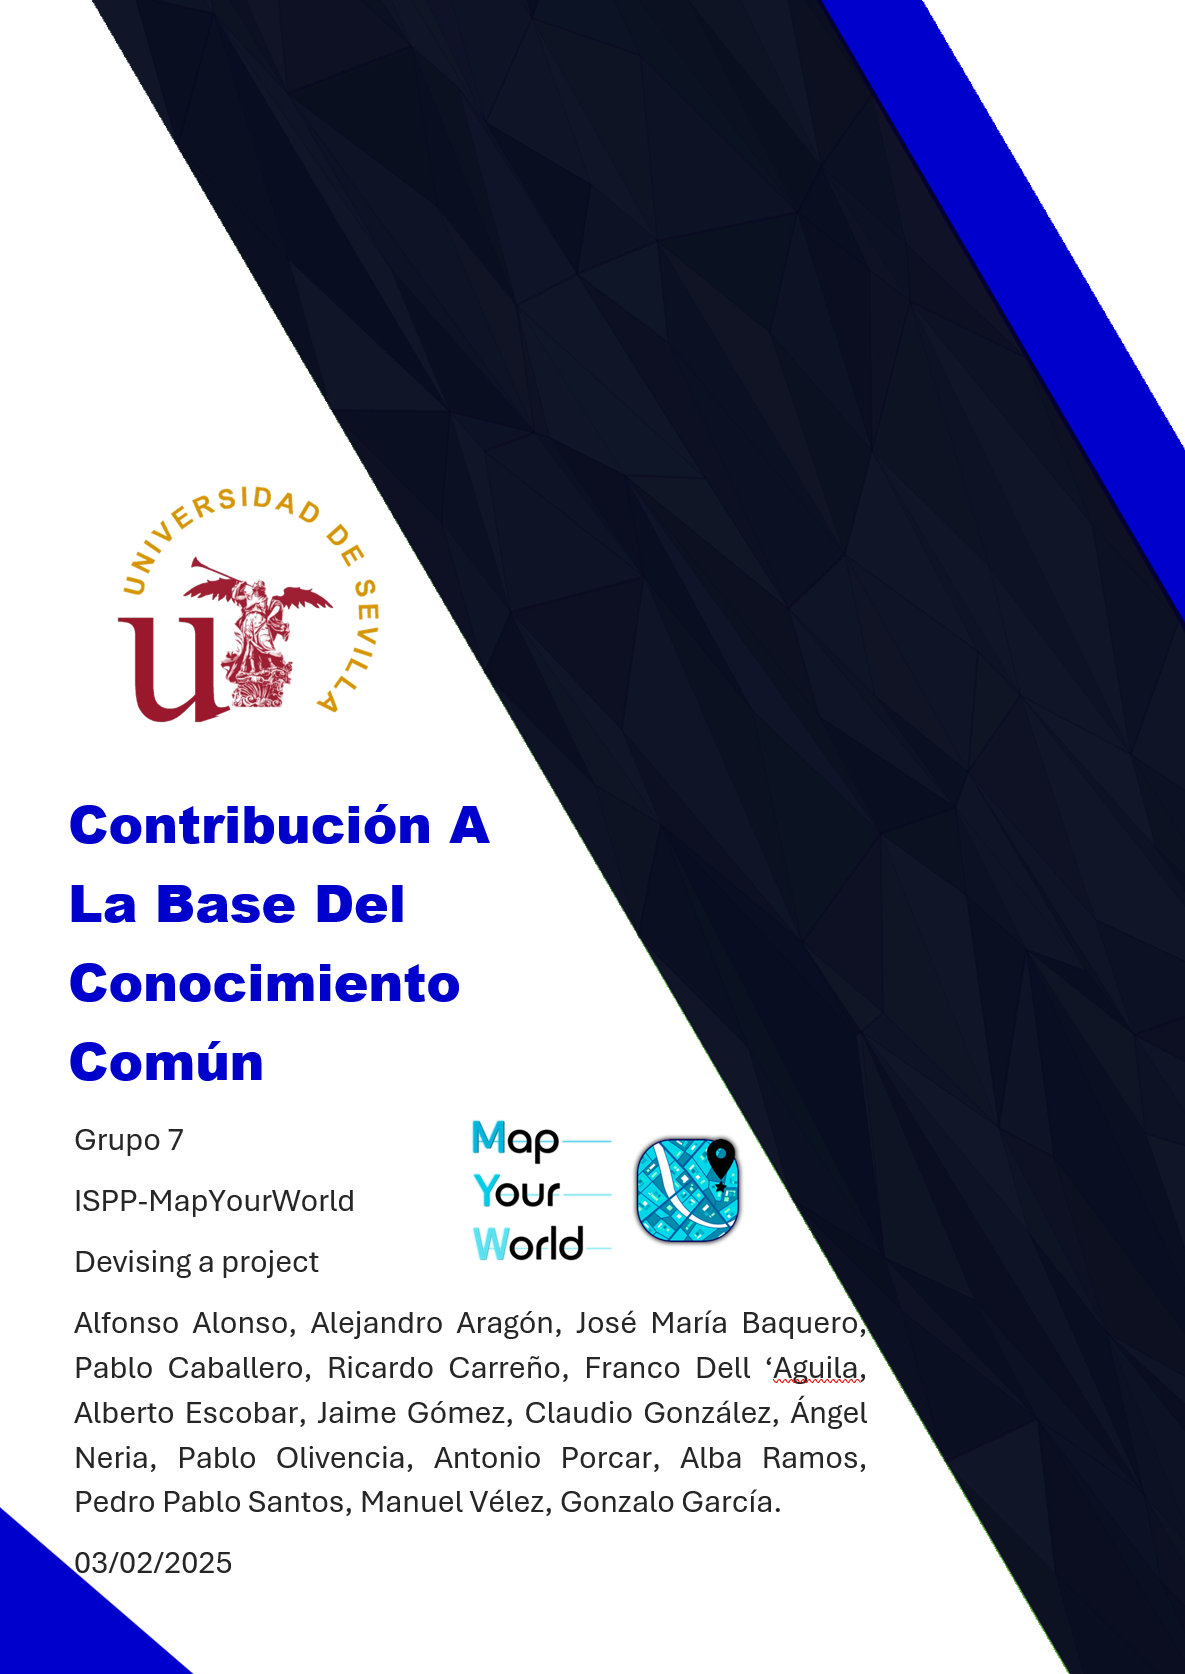 UNIVERSIDAD DE SEVILLA
u
Contribución A
La Base Del
Conocimiento
Común
Grupo 7
ISPP-MapYourWorld
Devising a project
Map
Your
World
Alfonso Alonso, Alejandro Aragón, José María Baquero,
Pablo Caballero, Ricardo Carreño, Franco Dell ‘Aguila,
Alberto Escobar, Jaime Gómez, Claudio González, Ángel
Neria, Pablo Olivencia, Antonio Porcar, Alba Ramos,
Pedro Pablo Santos, Manuel Vélez, Gonzalo García.
03/02/2025